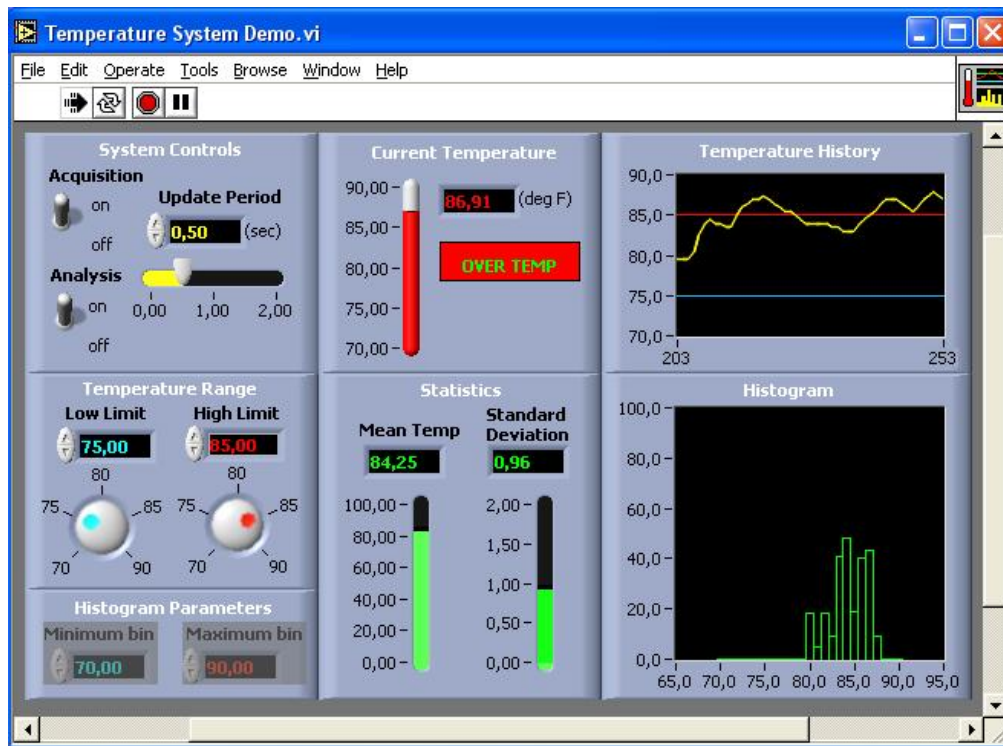 Temperature System Demo.vi
File Edit Operate Tools Browse Window Help
System Controls
Acquisition
on
off
Update Period
0,50 (sec)
Analysis
on
off
0,00 1,00 2,00
Current Temperature
90,00
85,00
80,00
75,00
70,00
86,91 (deg F)
OVER TEMP
Temperature History
90,0
85,0
80,0
75,0
70,0
203 253
Temperature Range
Low Limit
75,00
80
75 85
70 90
High Limit
85,00
80
75 85
70 90
Histogram Parameters
Minimum bin Maximum bin
70,00 90,00
Statistics
Mean Temp
84,25
100,00
80,00
60,00
40,00
20,00
0,00
Standard
Deviation
0,96
2,00
1,50
1,00
0,50
0,00
Histogram
100,0
80,0
60,0
40,0
20,0
0,0
65,0 70,0 75,0 80,0 85,0 90,0 95,0